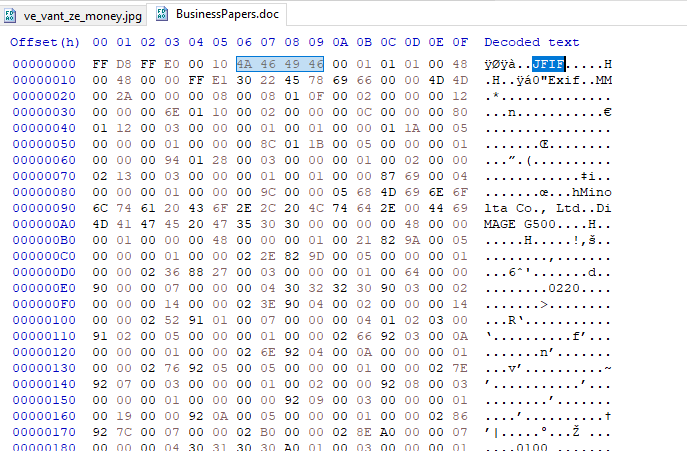 ve_vant_ze_money.jpg BusinessPapers.doc
Offset(h) 00 01 02 03 04 05 06 07 08 09 0A 0B 0C 0D 0E 0F Decoded text
00000000 FF D8 FF E0 00 10 4A 46 49 46 00 01 01 01 00 48 ÿØÿà..JFIF.....H
00000010 00 48 00 00 FF E1 30 22 45 78 69 66 00 00 4D 4D .H..ÿá0"Exif..MM
00000020 00 2A 00 00 00 08 00 08 01 0F 00 02 00 00 00 12 .*..............
00000030 00 00 00 6E 01 10 00 02 00 00 00 0C 00 00 00 80 ...n...........€
00000040 01 12 00 03 00 00 00 01 00 01 00 00 01 1A 00 05 ................
00000050 00 00 00 01 00 00 00 8C 01 1B 00 05 00 00 00 01 .......Œ........
00000060 00 00 00 94 01 28 00 03 00 00 00 01 00 02 00 00 ...”.(..........
00000070 02 13 00 03 00 00 00 01 00 01 00 00 87 69 00 04 ............‡i..
00000080 00 00 00 01 00 00 00 9C 00 00 05 68 4D 69 6E 6F .......œ...hMino
00000090 6C 74 61 20 43 6F 2E 2C 20 4C 74 64 2E 00 44 69 lta Co., Ltd..Di
000000A0 4D 41 47 45 20 47 35 30 30 00 00 00 00 00 48 00 MAGE G500.....H.
000000B0 00 01 00 00 00 48 00 00 00 01 00 21 82 9A 00 05 .....H.....!‚š..
000000C0 00 00 00 01 00 00 02 2E 82 9D 00 05 00 00 00 01 ........‚.......
000000D0 00 00 02 36 88 27 00 03 00 00 00 01 00 64 00 00 ...6ˆ'.......d..
000000E0 90 00 00 07 00 00 00 04 30 32 32 30 90 03 00 02 ........0220....
000000F0 00 00 00 14 00 00 02 3E 90 04 00 02 00 00 00 14 .......>........
00000100 00 00 02 52 91 01 00 07 00 00 00 04 01 02 03 00 ...R‘...........
00000110 91 02 00 05 00 00 00 01 00 00 02 66 92 03 00 0A ‘..........f’...
00000120 00 00 00 01 00 00 02 6E 92 04 00 0A 00 00 00 01 .......n’.......
00000130 00 00 02 76 92 05 00 05 00 00 00 01 00 00 02 7E ...v’..........~
00000140 92 07 00 03 00 00 00 01 00 02 00 00 92 08 00 03 ’...........’...
00000150 00 00 00 01 00 00 00 00 92 09 00 03 00 00 00 01 ........’.......
00000160 00 19 00 00 92 0A 00 05 00 00 00 01 00 00 02 86 ....’..........†
00000170 92 7C 00 07 00 00 02 B0 00 00 02 8E A0 00 00 07 ’|.....°...Ž ...
00000180 00 00 00 04 30 31 30 30 A0 01 00 03 00 00 00 01 ....0100 .......